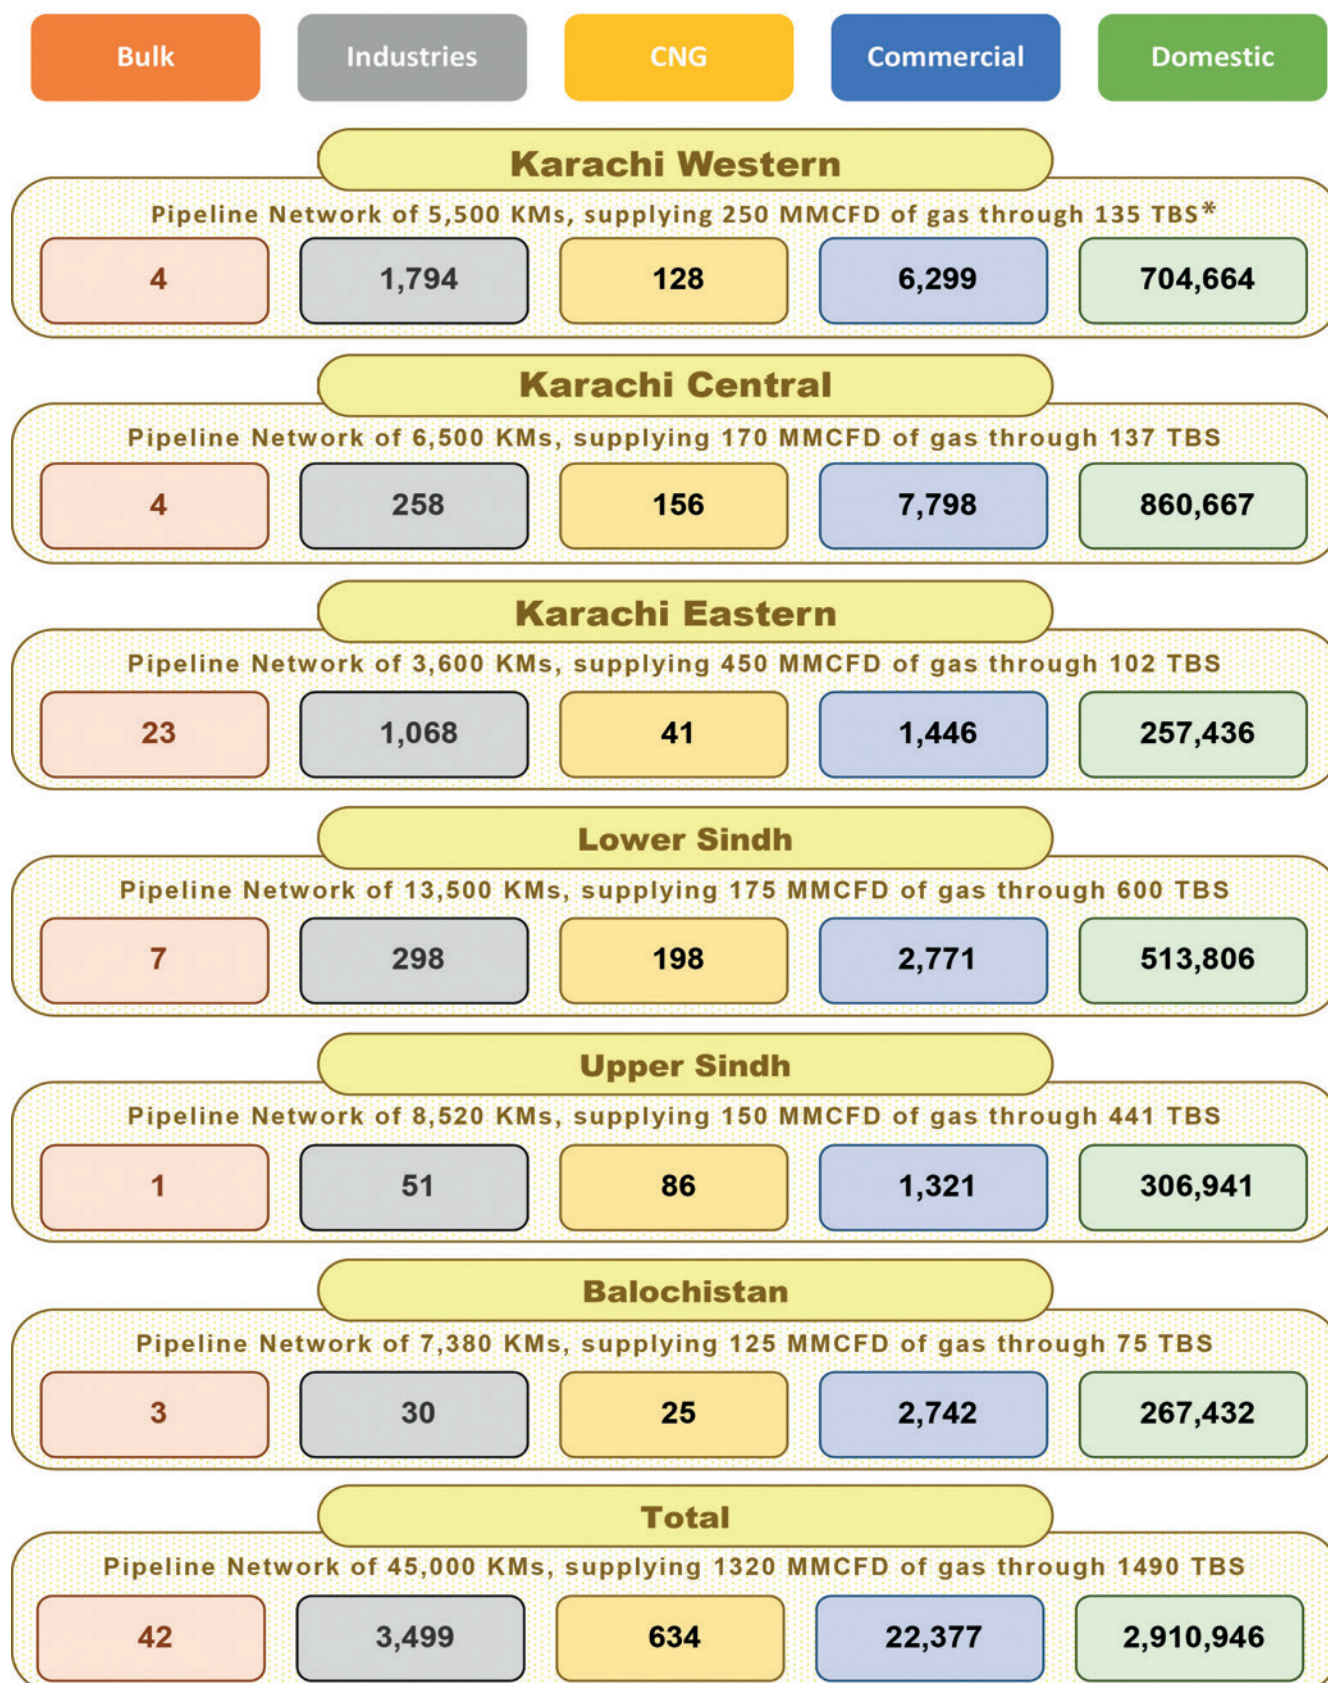 Bulk Industries CNG Commercial Domestic
Karachi Western
Pipeline Network of 5,500 KMs, supplying 250 MMCFD of gas through 135 TBS*
4 1,794 128 6,299 704,664
Karachi Central
Pipeline Network of 6,500 KMs, supplying 170 MMCFD of gas through 137 TBS
4 258 156 7,798 860,667
Karachi Eastern
Pipeline Network of 3,600 KMs, supplying 450 MMCFD of gas through 102 TBS
23 1,068 41 1,446 257,436
Lower Sindh
Pipeline Network of 13,500 KMs, supplying 175 MMCFD of gas through 600 TBS
7 298 198 2,771 513,806
Upper Sindh
Pipeline Network of 8,520 KMs, supplying 150 MMCFD of gas through 441 TBS
1 51 86 1,321 306,941
Balochistan
Pipeline Network of 7,380 KMs, supplying 125 MMCFD of gas through 75 TBS
3 30 25 2,742 267,432
Total
Pipeline Network of 45,000 KMs, supplying 1320 MMCFD of gas through 1490 TBS
42 3,499 634 22,377 2,910,946